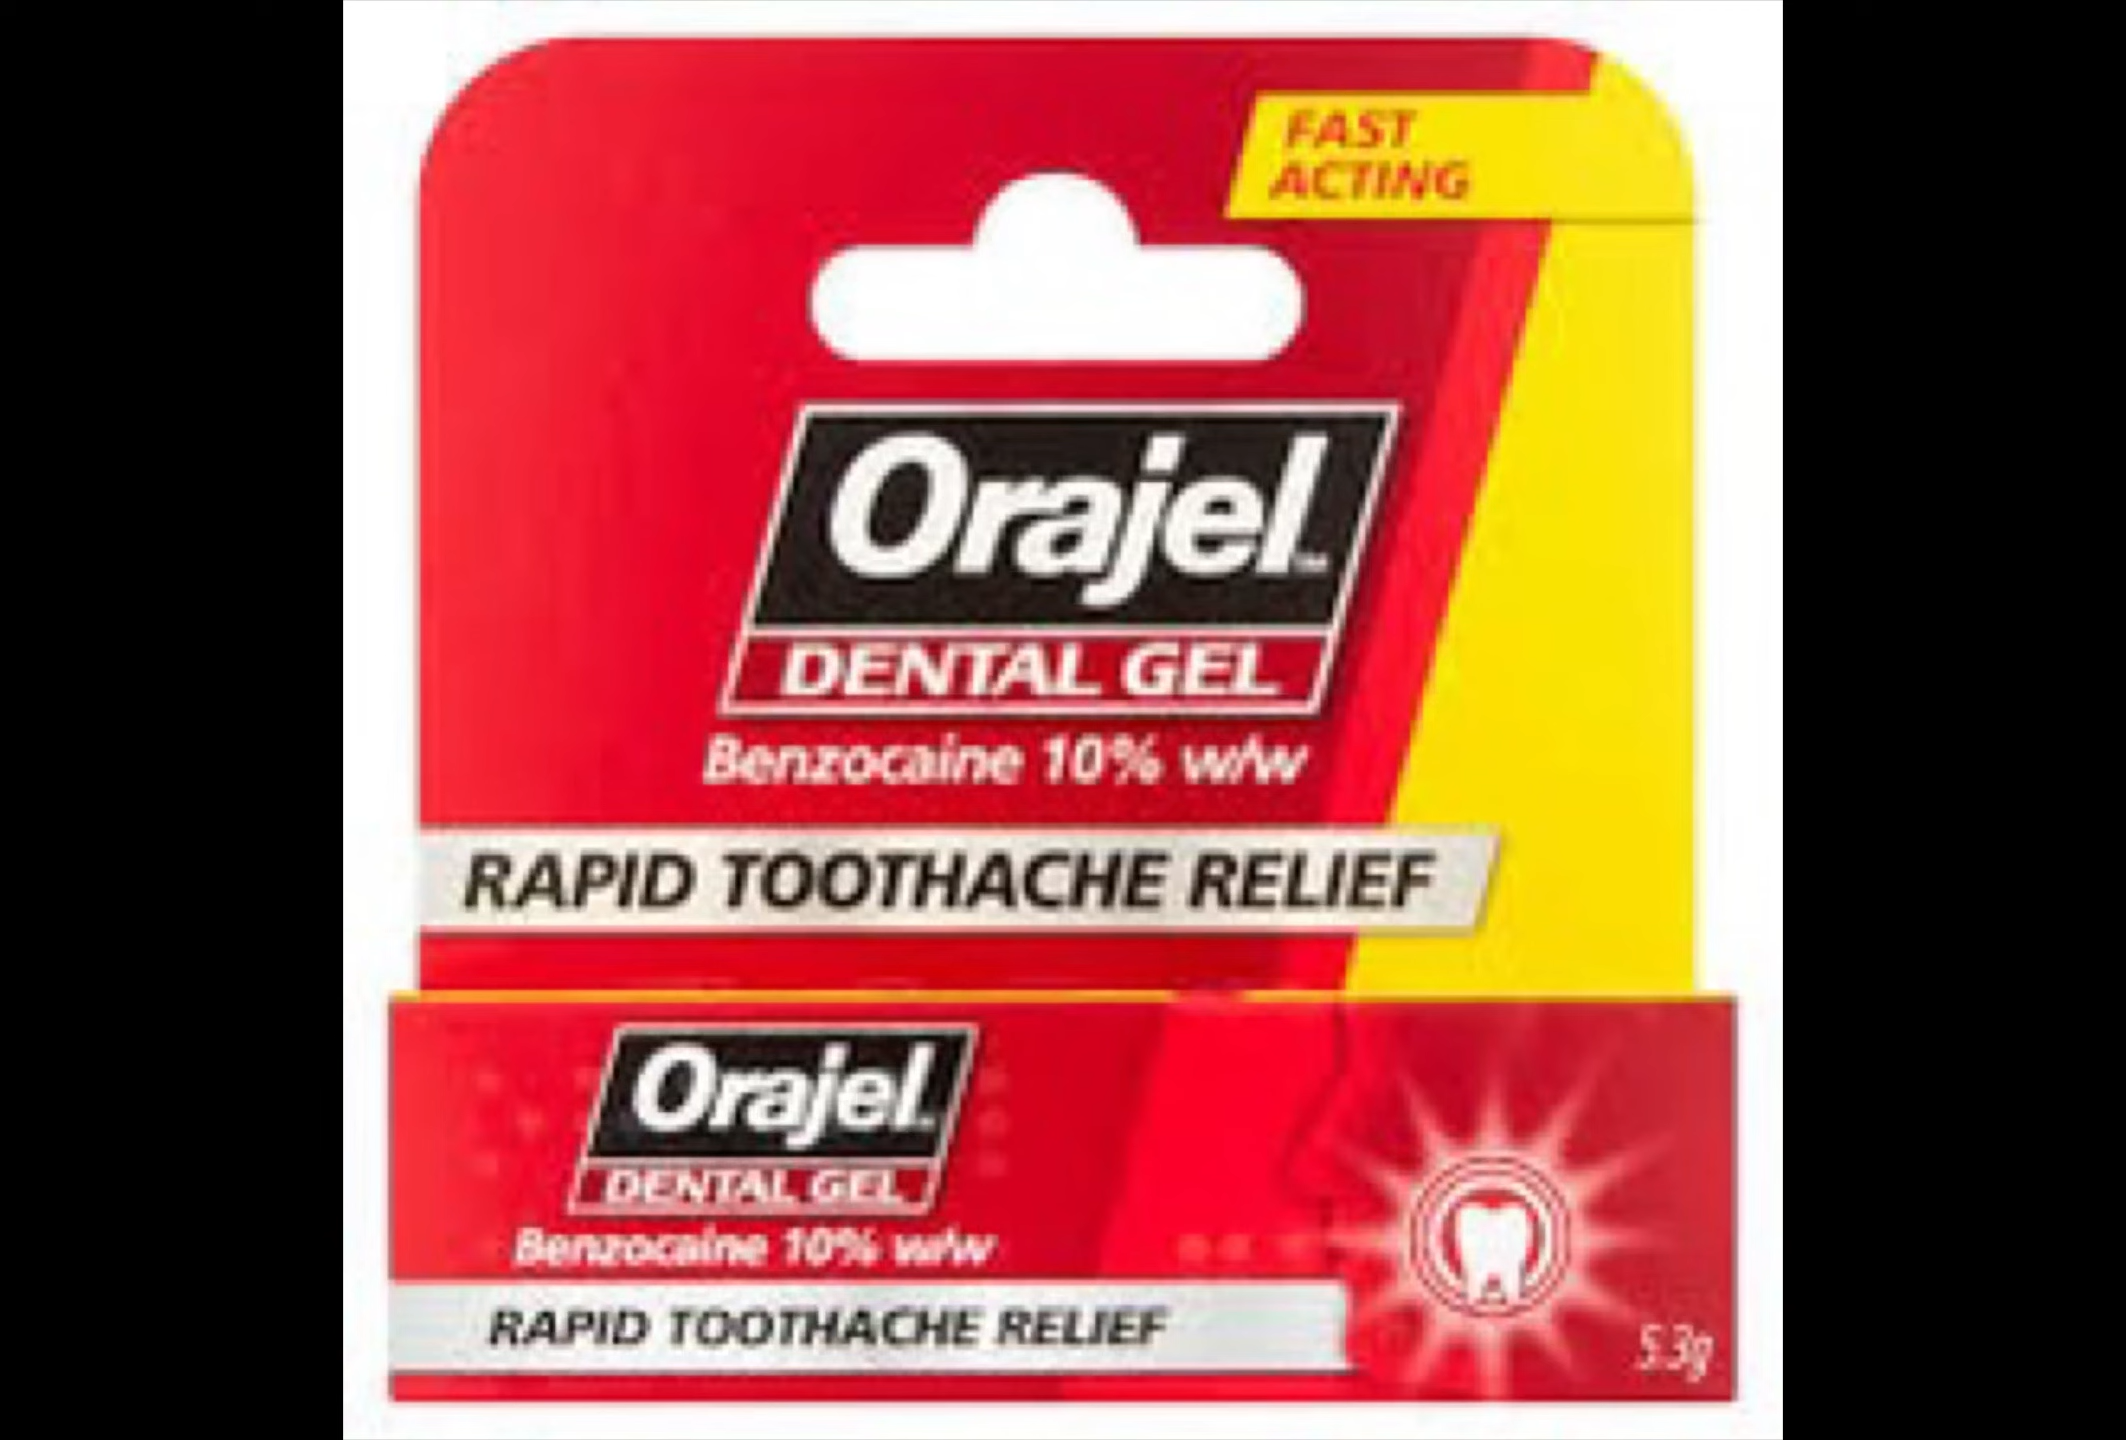 FAST
ACTING
Orajel™
DENTAL GEL
Benzocaine 10% w/w
RAPID TOOTHACHE RELIEF
Orajel
DENTAL GEL
Benzocaine 10% w/w
RAPID TOOTHACHE RELIEF
5.3g